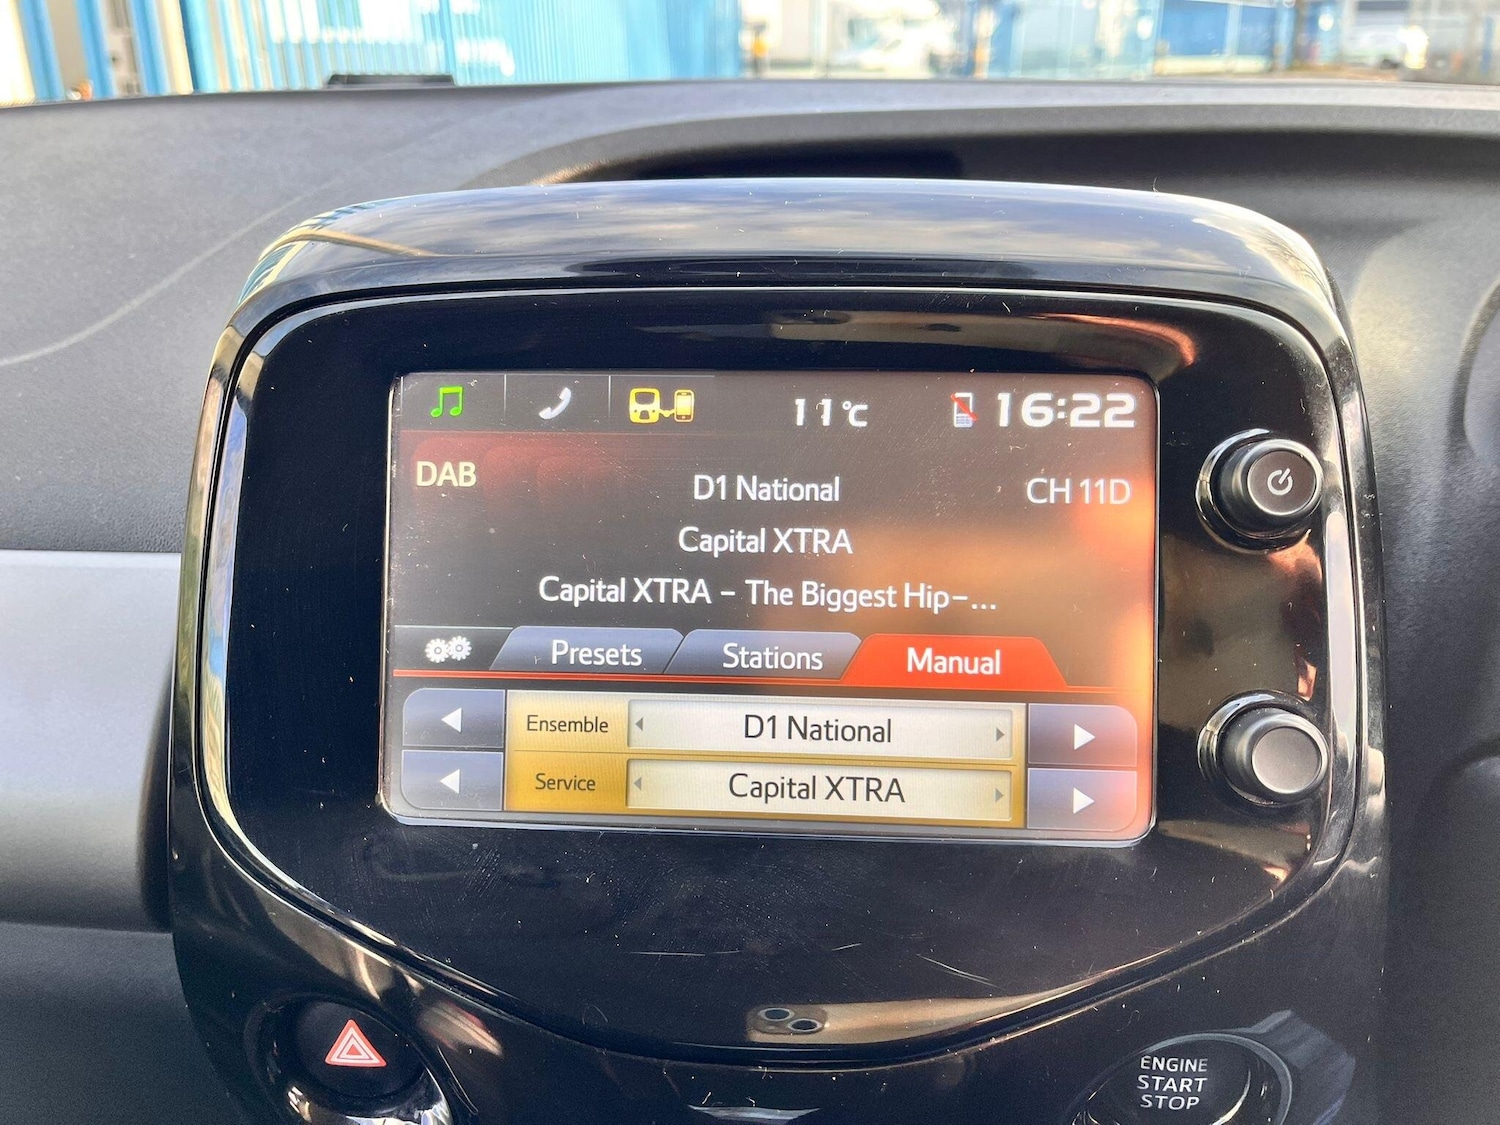 11°C 16:22
DAB D1 National CH 11D
Capital XTRA
Capital XTRA - The Biggest Hip-...
Presets Stations Manual
Ensemble D1 National
Service Capital XTRA
ENGINE
START
STOP